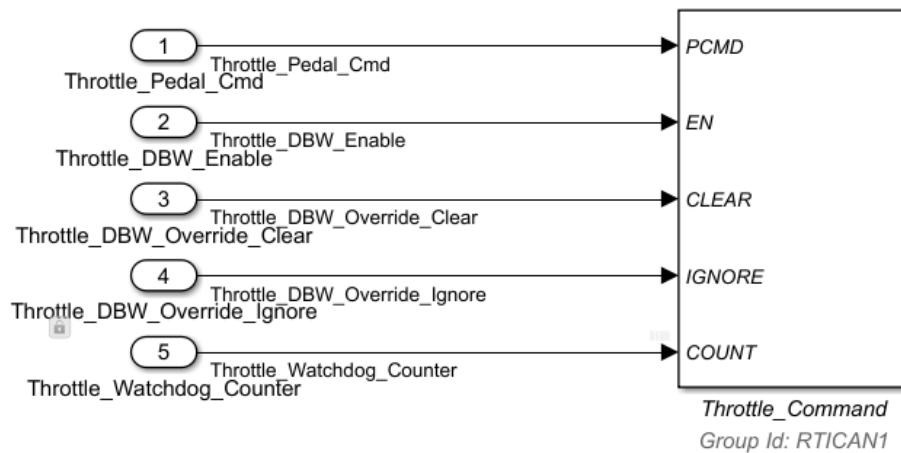 1
Throttle_Pedal_Cmd
Throttle_Pedal_Cmd
PCMD
2
Throttle_DBW_Enable
Throttle_DBW_Enable
EN
3
Throttle_DBW_Override_Clear
Throttle_DBW_Override_Clear
CLEAR
4
Throttle_DBW_Override_Ignore
Throttle_DBW_Override_Ignore
IGNORE
5
Throttle_Watchdog_Counter
Throttle_Watchdog_Counter
COUNT
Throttle_Command
Group Id: RTICAN1